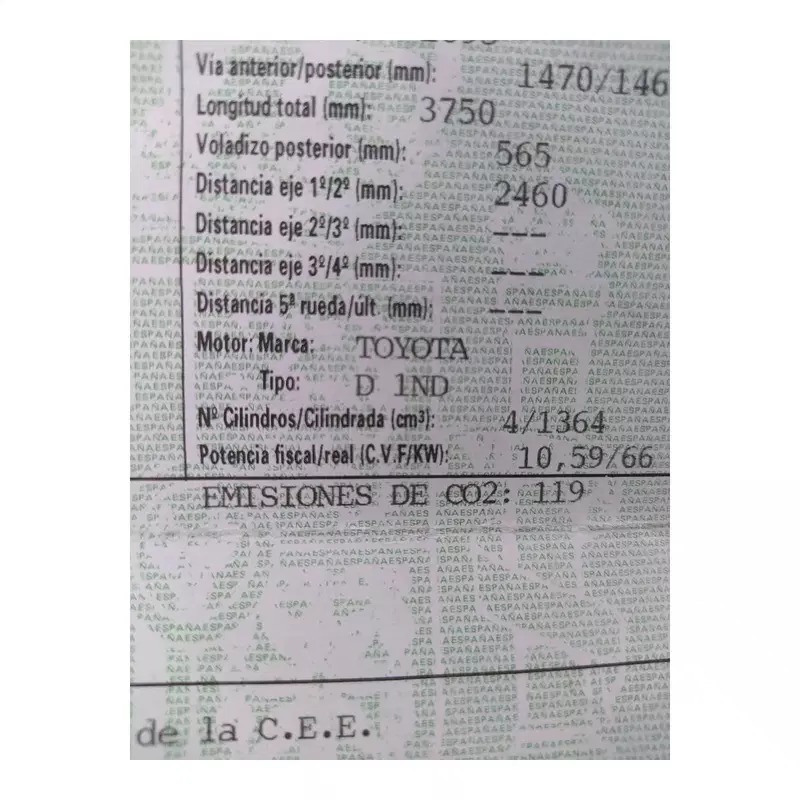 Vía anterior/posterior (mm): 1470/146
Longitud total (mm): 3750
Voladizo posterior (mm): 565
Distancia eje 1º/2º (mm): 2460
Distancia eje 2º/3º (mm): ---
Distancia eje 3º/4º (mm): ---
Distancia 5ª rueda/últ. (mm): ---
Motor: Marca: TOYOTA
Tipo: D 1ND
Nº Cilindros/Cilindrada (cm³): 4/1364
Potencia fiscal/real (C.V.F/KW): 10,59/66
EMISIONES DE CO2: 119
de la C.E.E.